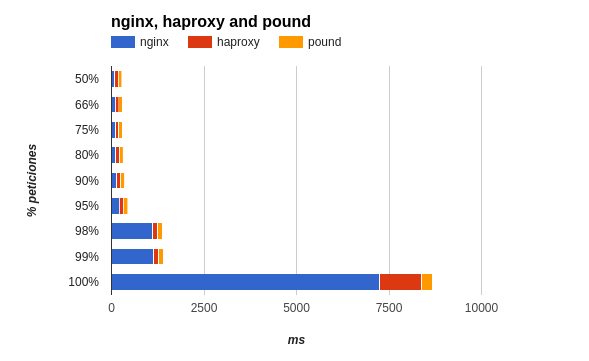 nginx, haproxy and pound
nginx haproxy pound
50%
66%
75%
80%
90%
95%
98%
99%
100%
% peticiones
0 2500 5000 7500 10000
ms